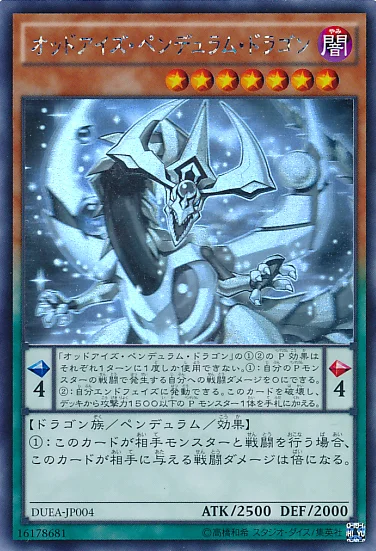 オッドアイズ・ペンデュラム・ドラゴン 闇
「オッドアイズ・ペンデュラム・ドラゴン」の①②のＰ効果は
それぞれ１ターンに１度しか使用できない。①：自分のＰモン
スターの戦闘で発生する自分への戦闘ダメージを０にできる。
②：自分エンドフェイズに発動できる。このカードを破壊し、
デッキから攻撃力１５００以下のＰモンスター１体を手札に加える。
4 4
【ドラゴン族／ペンデュラム／効果】
①：このカードが相手モンスターと戦闘を行う場合、
このカードが相手に与える戦闘ダメージは倍になる。
DUEA-JP004 ATK/2500 DEF/2000
16178681 ©高橋和希 スタジオ・ダイス/集英社